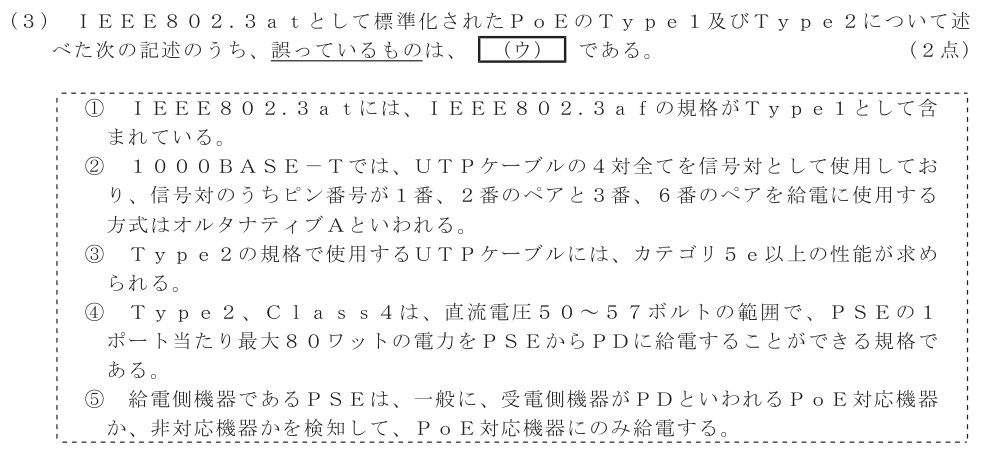 （３）　ＩＥＥＥ８０２.３ａｔとして標準化されたＰｏＥのＴｙｐｅ１及びＴｙｐｅ２について述
べた次の記述のうち、誤っているものは、（ウ）である。　（２点）
①　ＩＥＥＥ８０２.３ａｔには、ＩＥＥＥ８０２.３ａｆの規格がＴｙｐｅ１として含
まれている。
②　１０００ＢＡＳＥ－Ｔでは、ＵＴＰケーブルの４対全てを信号対として使用してお
り、信号対のうちピン番号が１番、２番のペアと３番、６番のペアを給電に使用する
方式はオルタナティブＡといわれる。
③　Ｔｙｐｅ２の規格で使用するＵＴＰケーブルには、カテゴリ５ｅ以上の性能が求め
られる。
④　Ｔｙｐｅ２、Ｃｌａｓｓ４は、直流電圧５０～５７ボルトの範囲で、ＰＳＥの１
ポート当たり最大８０ワットの電力をＰＳＥからＰＤに給電することができる規格で
ある。
⑤　給電側機器であるＰＳＥは、一般に、受電側機器がＰＤといわれるＰｏＥ対応機器
か、非対応機器かを検知して、ＰｏＥ対応機器にのみ給電する。